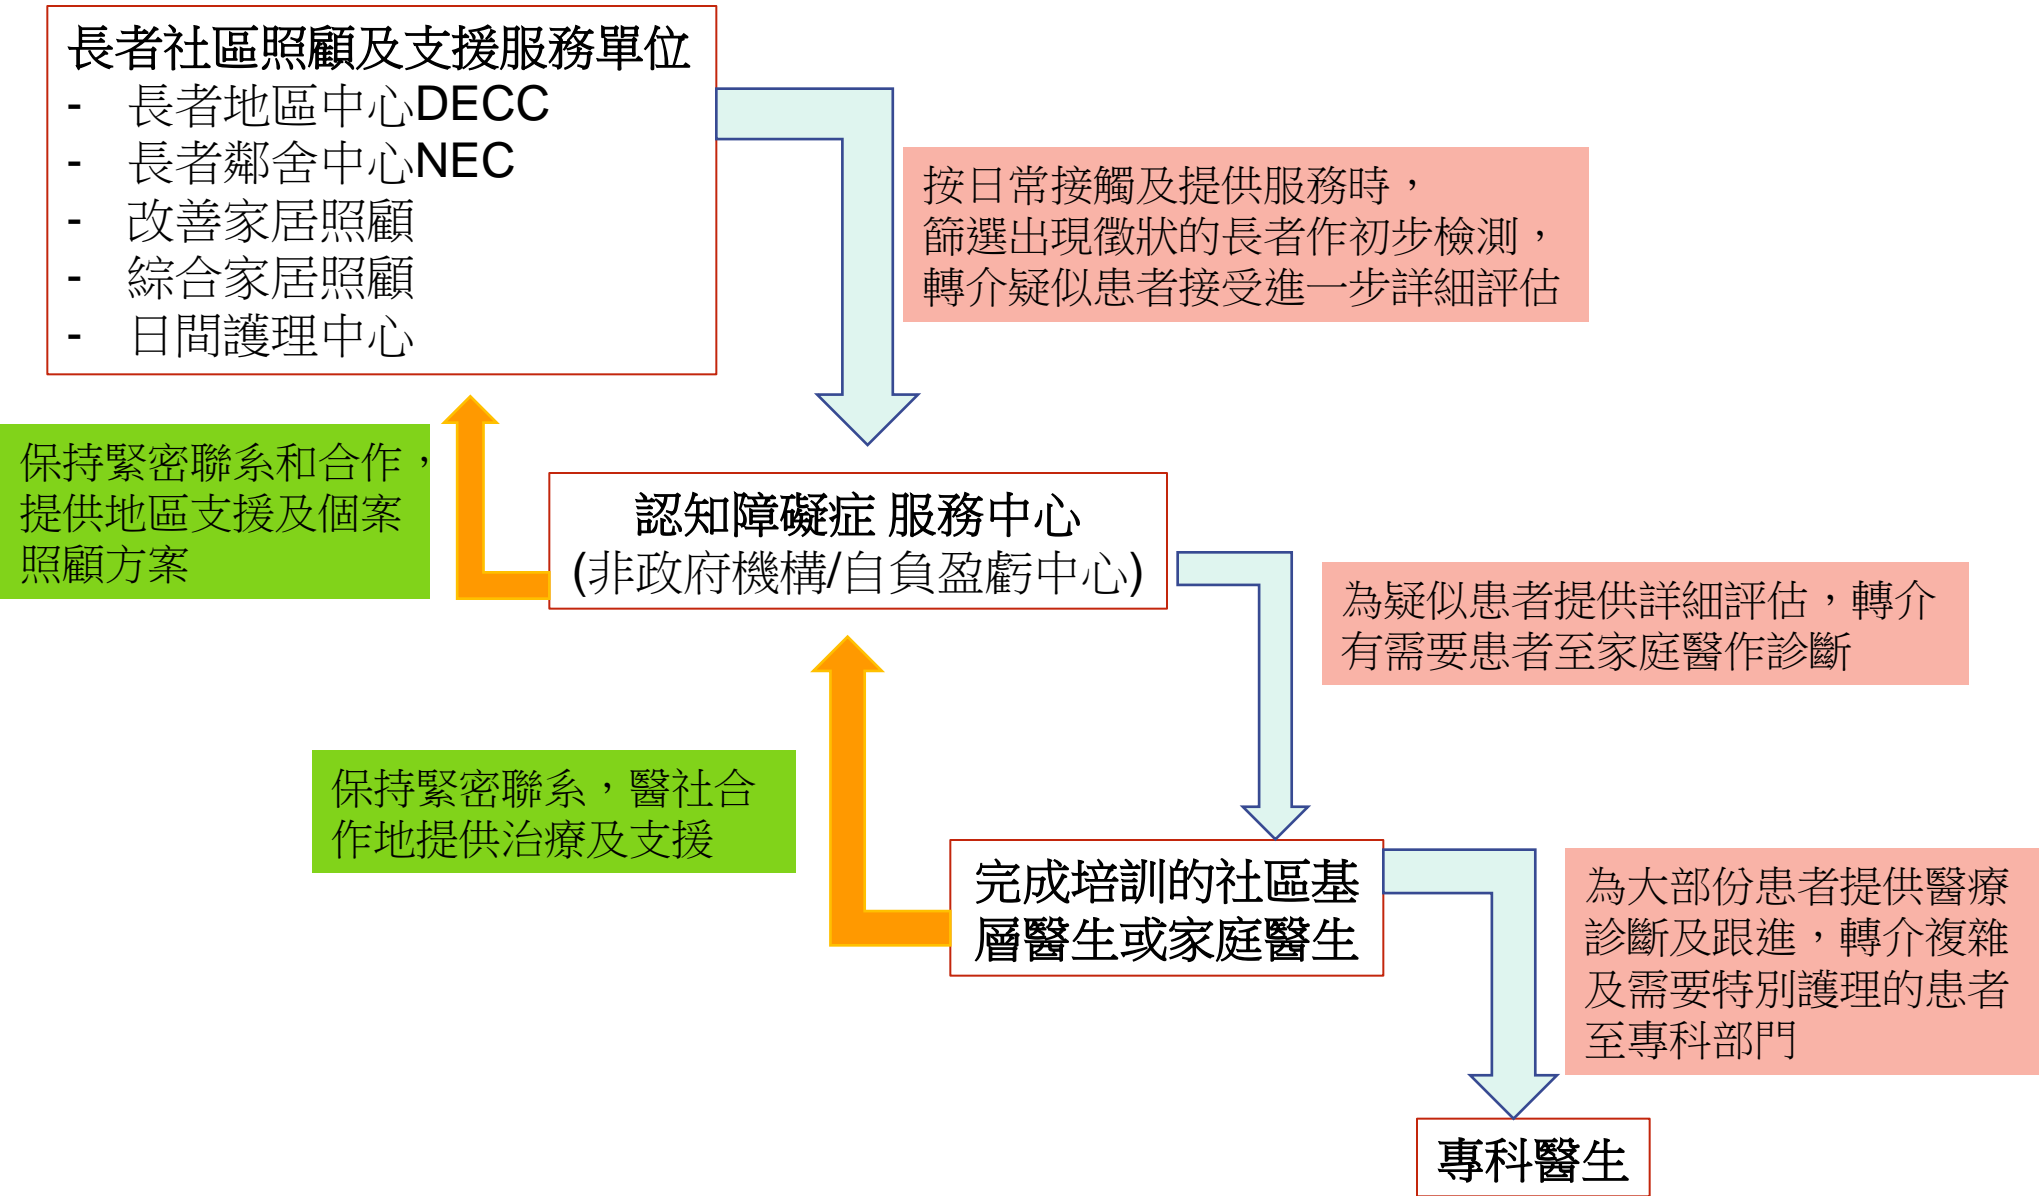 長者社區照顧及支援服務單位
- 長者地區中心DECC
- 長者鄰舍中心NEC
- 改善家居照顧
- 綜合家居照顧
- 日間護理中心
按日常接觸及提供服務時，
篩選出現徵狀的長者作初步檢測，
轉介疑似患者接受進一步詳細評估
保持緊密聯系和合作，
提供地區支援及個案
照顧方案
認知障礙症 服務中心
(非政府機構/自負盈虧中心)
為疑似患者提供詳細評估，轉介
有需要患者至家庭醫作診斷
保持緊密聯系，醫社合
作地提供治療及支援
完成培訓的社區基
層醫生或家庭醫生
為大部份患者提供醫療
診斷及跟進，轉介複雜
及需要特別護理的患者
至專科部門
專科醫生